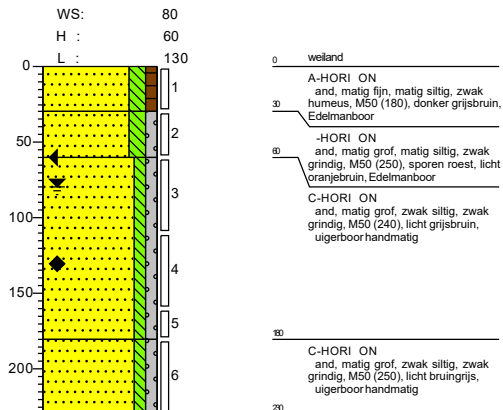 WS: 80
H : 60
L : 130
0
50
100
150
200
1
2
3
4
5
6
0 weiland
A-HORI ON
and, matig fijn, matig siltig, zwak
humeus, M50 (180), donker grijsbruin,
Edelmanboor
30
-HORI ON
and, matig grof, matig siltig, zwak
grindig, M50 (250), sporen roest, licht
oranjebruin, Edelmanboor
60
C-HORI ON
and, matig grof, zwak siltig, zwak
grindig, M50 (240), licht grijsbruin,
uigerboor handmatig
180
C-HORI ON
and, matig grof, zwak siltig, zwak
grindig, M50 (250), licht bruingrijs,
uigerboor handmatig
230